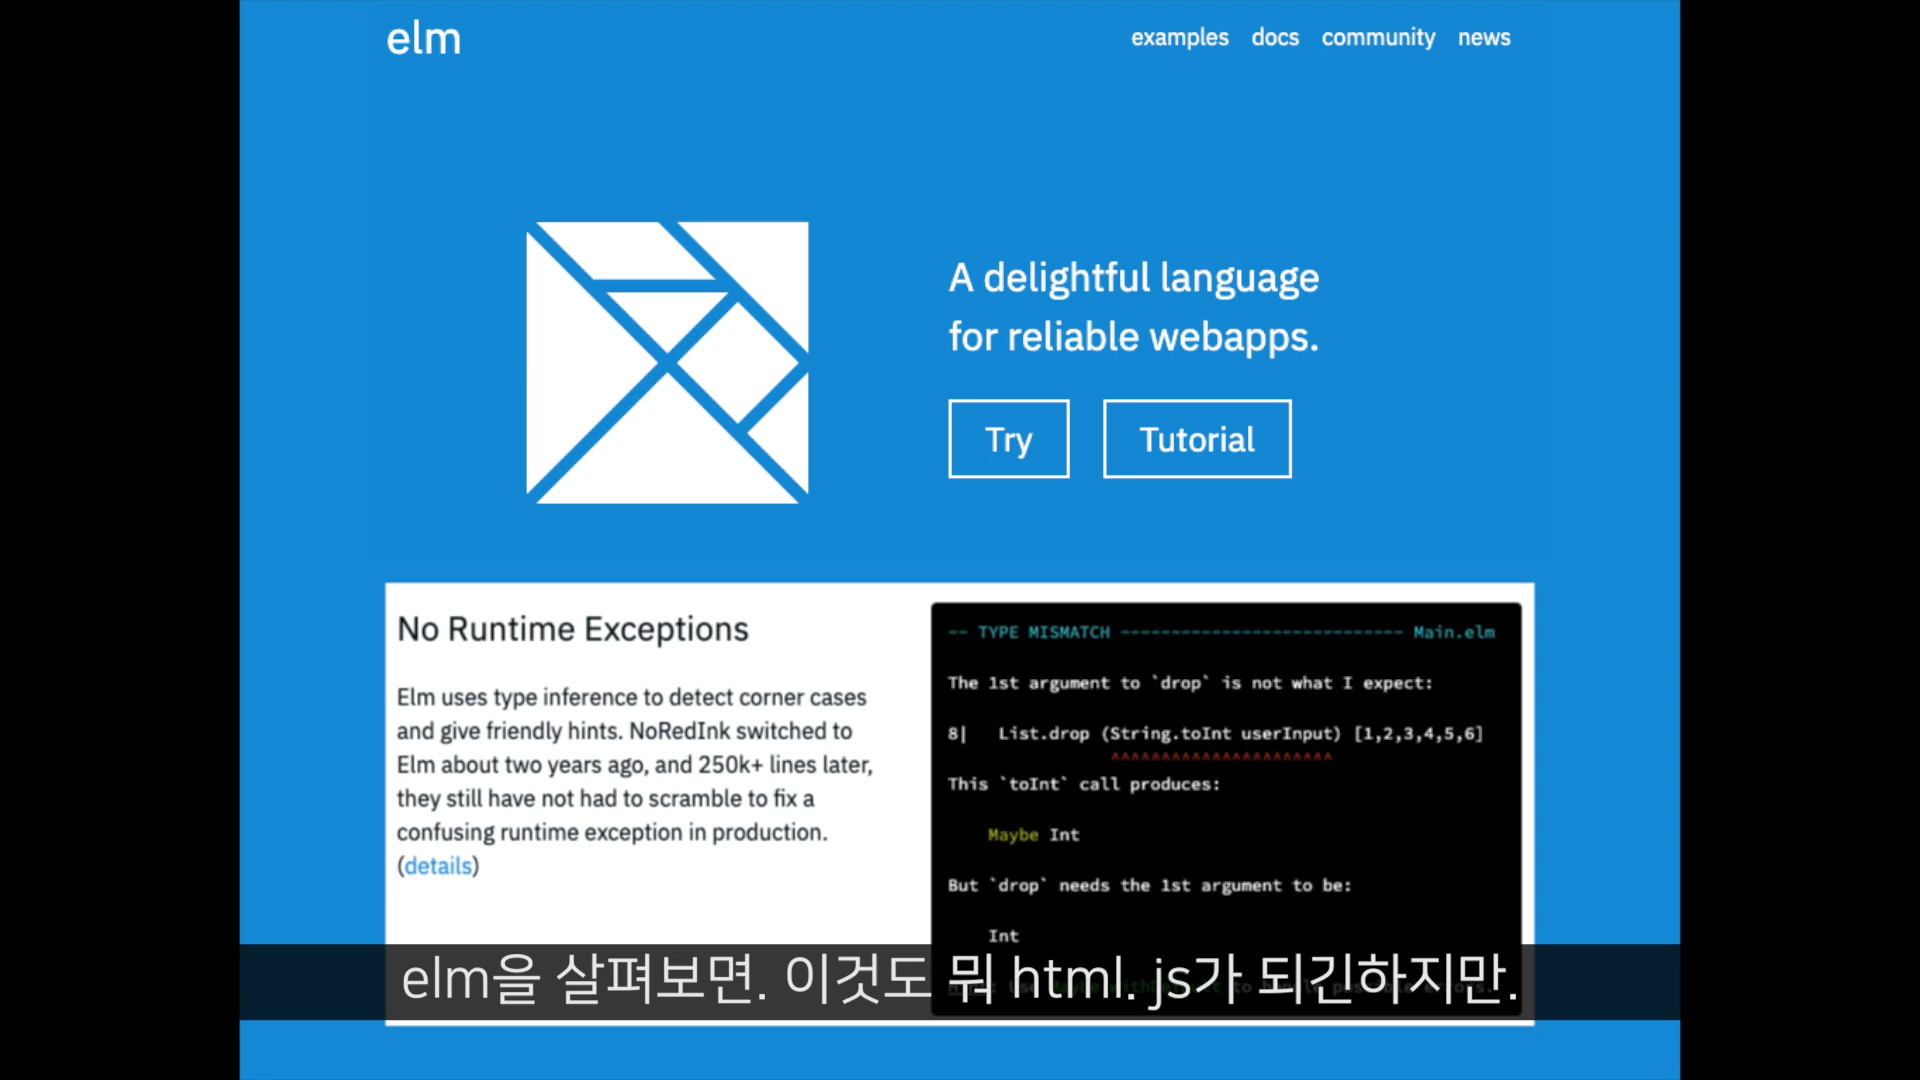 elm
examples docs community news
A delightful language
for reliable webapps.
Try
Tutorial
No Runtime Exceptions
Elm uses type inference to detect corner cases
and give friendly hints. NoRedInk switched to
Elm about two years ago, and 250k+ lines later,
they still have not had to scramble to fix a
confusing runtime exception in production.
(details)
-- TYPE MISMATCH ---------------------------- Main.elm
The 1st argument to `drop` is not what I expect:
8|   List.drop (String.toInt userInput) [1,2,3,4,5,6]
^^^^^^^^^^^^^^^^^^^^^^
This `toInt` call produces:
Maybe Int
But `drop` needs the 1st argument to be:
Int
elm을 살펴보면. 이것도 뭐 html. js가 되긴하지만.